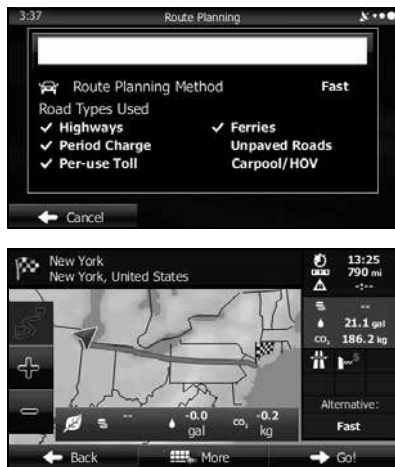 3:37
Route Planning
Route Planning Method Fast
Road Types Used
✓ Highways ✓ Ferries
✓ Period Charge Unpaved Roads
✓ Per-use Toll Carpool/HOV
Cancel
New York
New York, United States
13:25
790 mi
-:--
--
21.1 gal
CO₂ 186.2 kg
$
Alternative:
Fast
-- -0.0 gal CO₂ -0.2 kg
Back More Go!